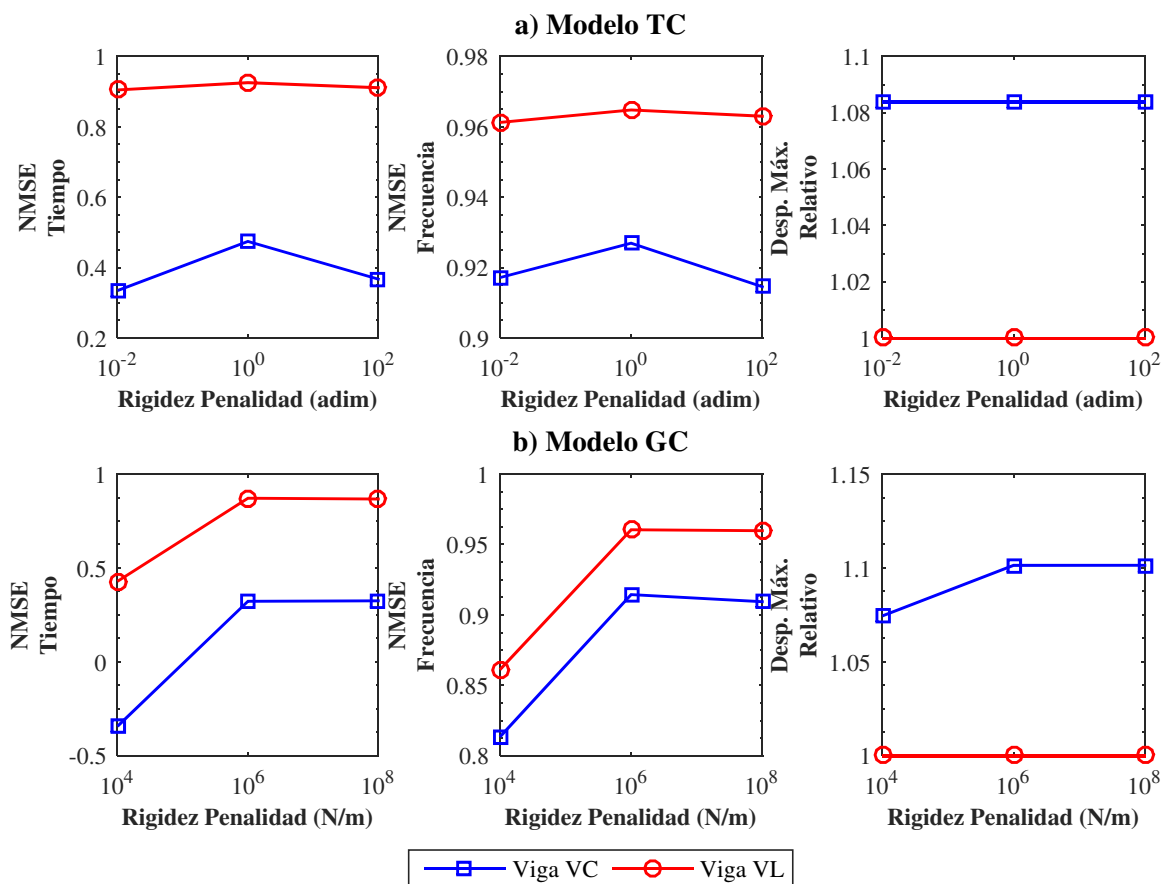 a) Modelo TC
NMSE
Tiempo
1
0.8
0.6
0.4
0.2
10^-2
10^0
10^2
Rigidez Penalidad (adim)
NMSE
Frecuencia
0.98
0.96
0.94
0.92
0.9
10^-2
10^0
10^2
Rigidez Penalidad (adim)
Desp. Máx.
Relativo
1.1
1.08
1.06
1.04
1.02
1
10^-2
10^0
10^2
Rigidez Penalidad (adim)
b) Modelo GC
NMSE
Tiempo
1
0.5
0
-0.5
10^4
10^6
10^8
Rigidez Penalidad (N/m)
NMSE
Frecuencia
1
0.95
0.9
0.85
0.8
10^4
10^6
10^8
Rigidez Penalidad (N/m)
Desp. Máx.
Relativo
1.15
1.10
1.05
1
10^4
10^6
10^8
Rigidez Penalidad (N/m)
Viga VC
Viga VL